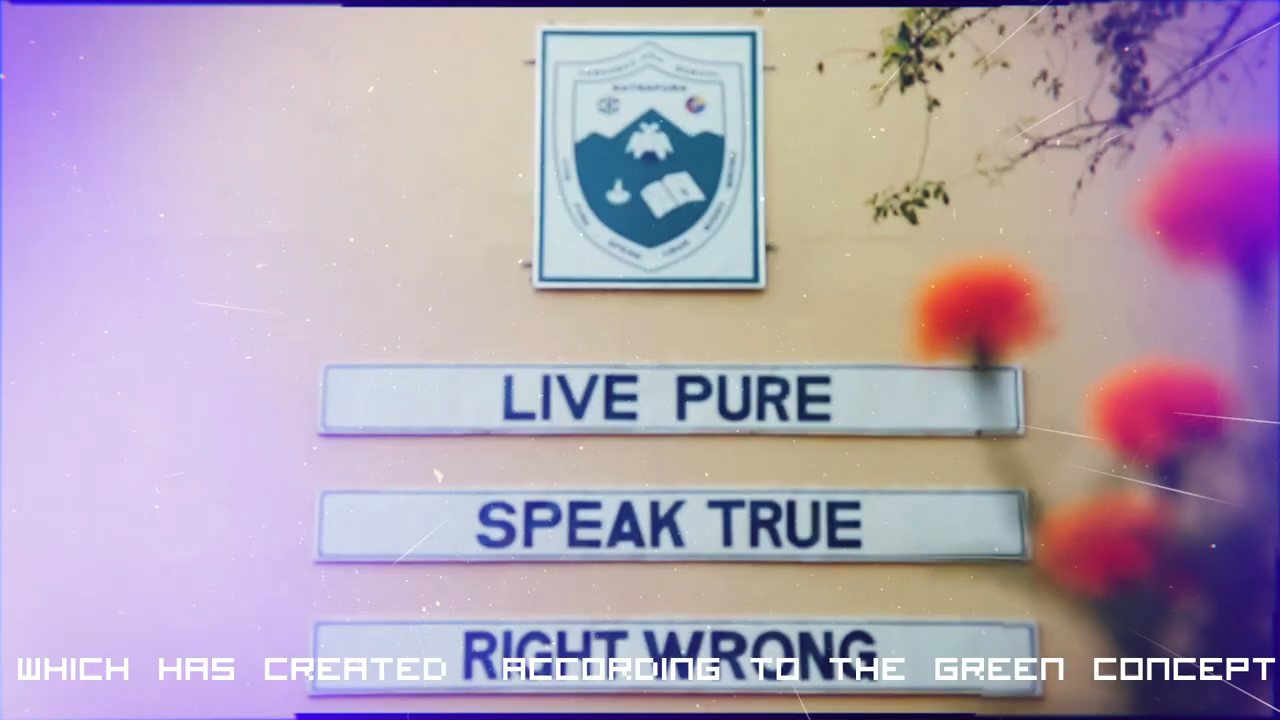 LIVE PURE
SPEAK TRUE
RIGHT WRONG
WHICH HAS CREATED ACCORDING TO THE GREEN CONCEPT